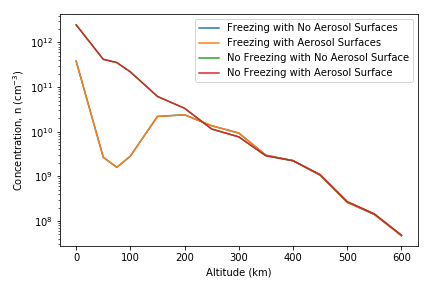 Freezing with No Aerosol Surfaces
Freezing with Aerosol Surfaces
No Freezing with No Aerosol Surface
No Freezing with Aerosol Surface
Concentration, n (cm⁻³)
10¹²
10¹¹
10¹⁰
10⁹
10⁸
0 100 200 300 400 500 600
Altitude (km)